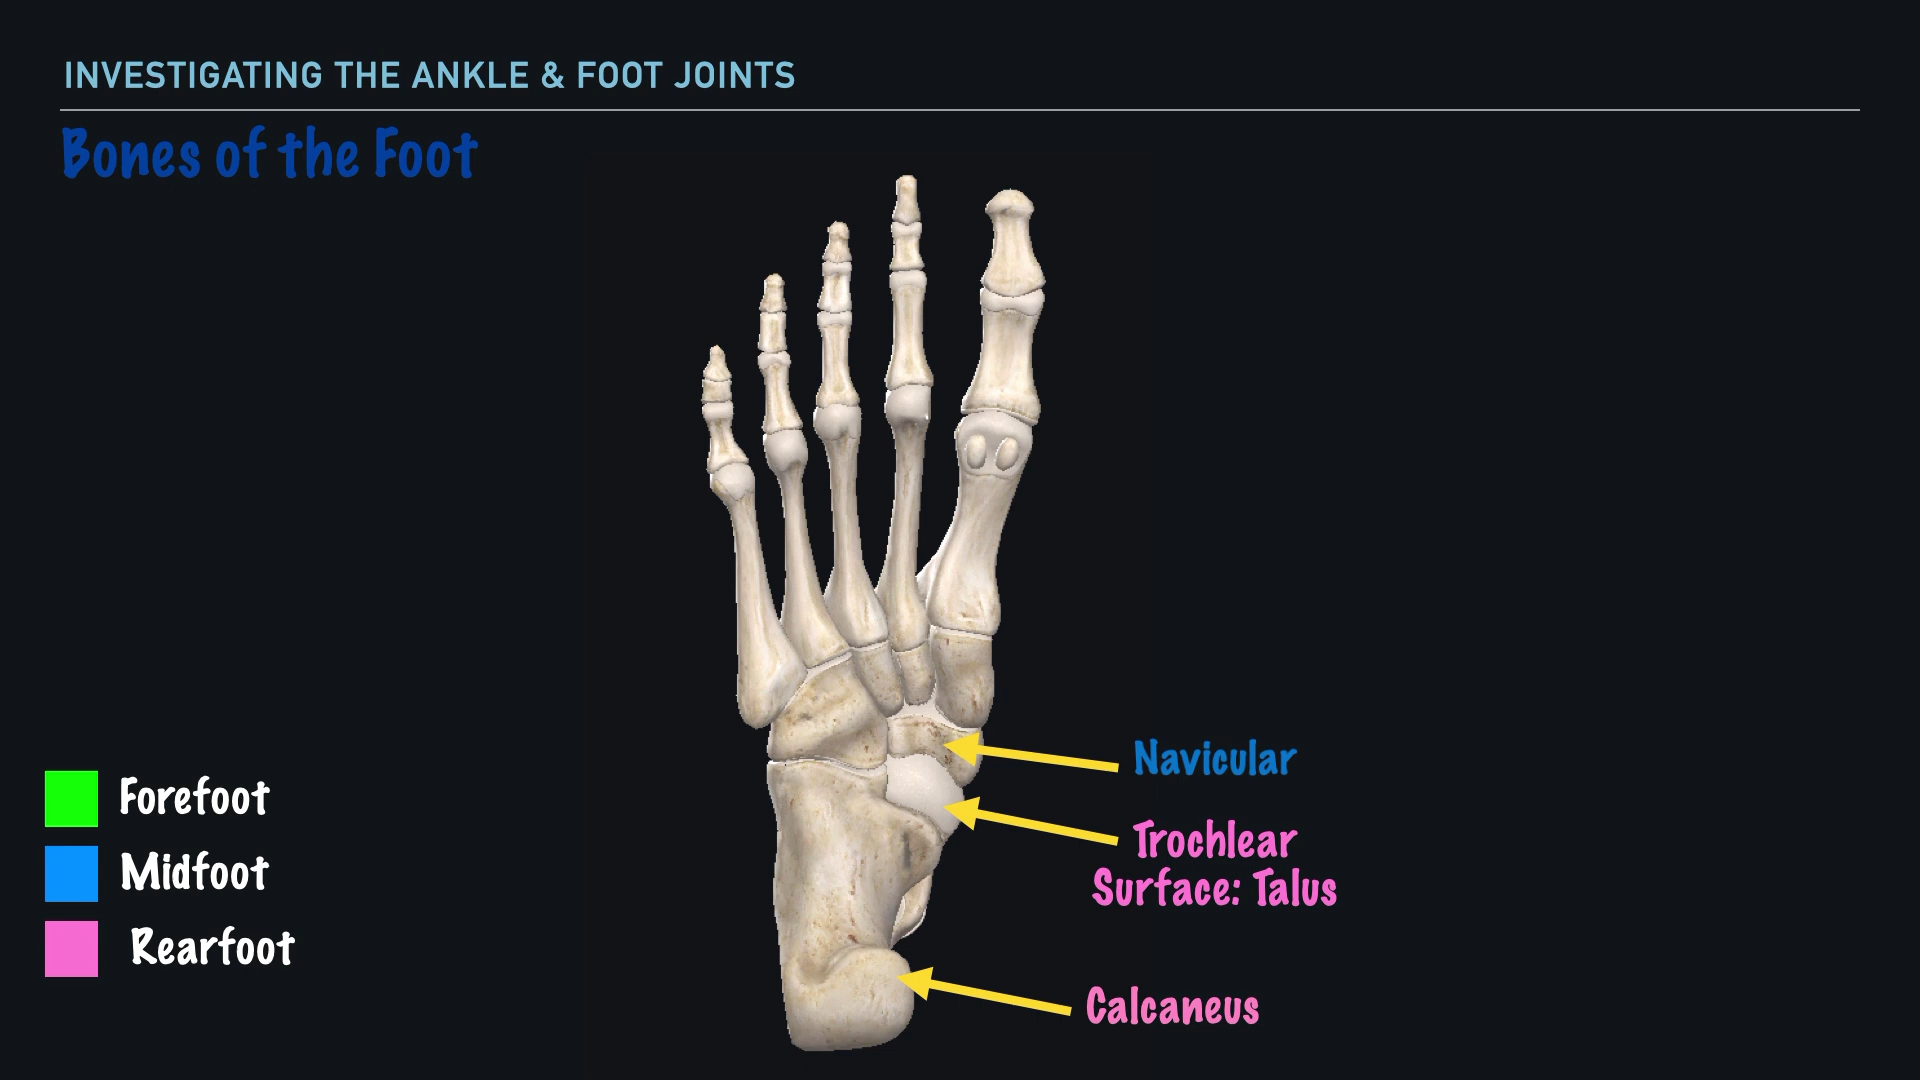 INVESTIGATING THE ANKLE & FOOT JOINTS
Bones of the Foot
Navicular
Trochlear
Surface: Talus
Calcaneus
Forefoot
Midfoot
Rearfoot